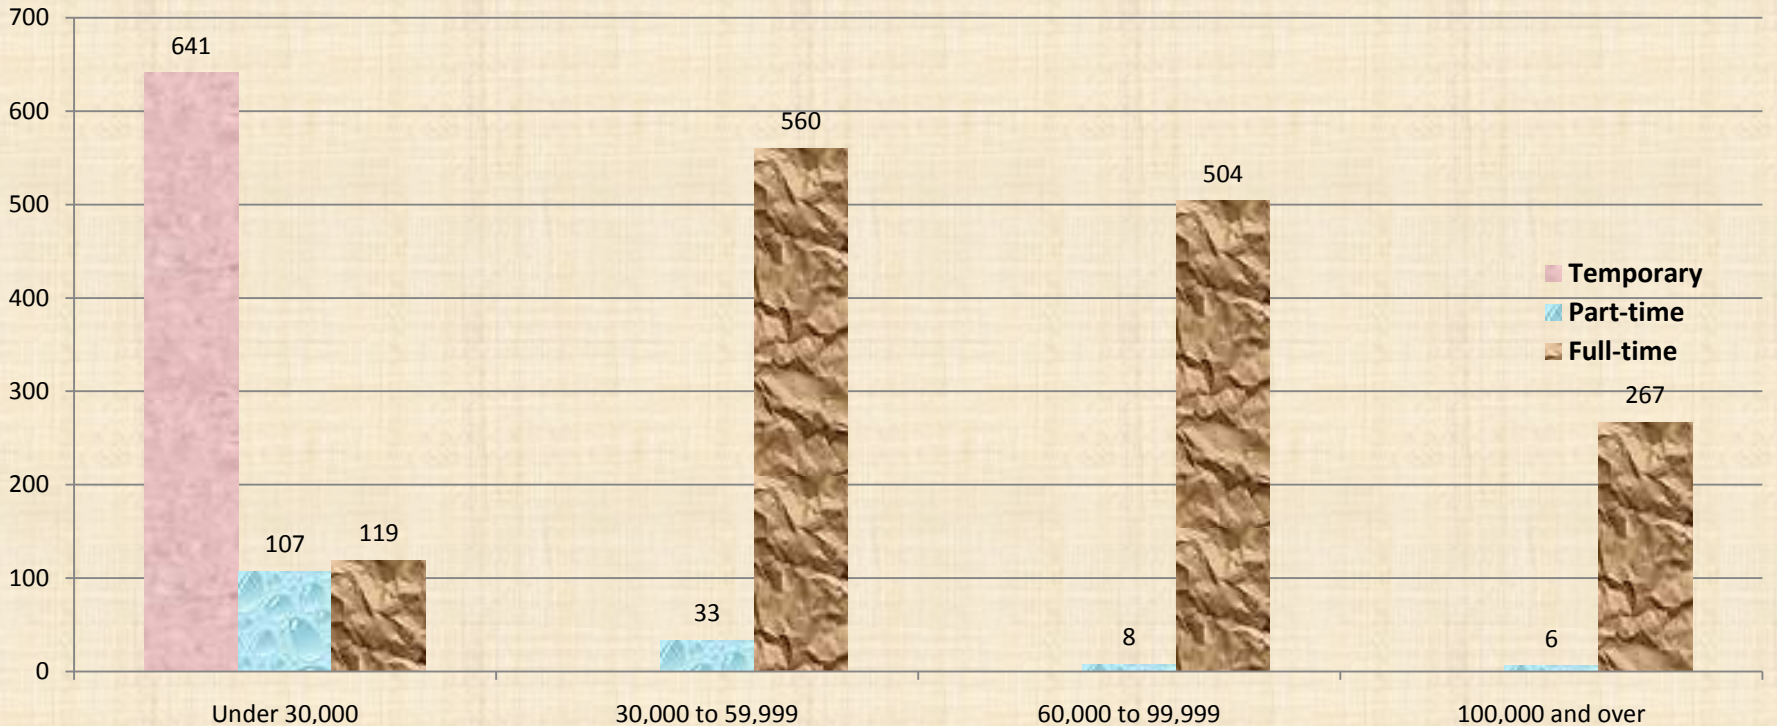 700
641
600
560
504
500
400
Temporary
Part-time
Full-time
300
267
200
107
119
100
33
8
6
0
Under 30,000
30,000 to 59,999
60,000 to 99,999
100,000 and over